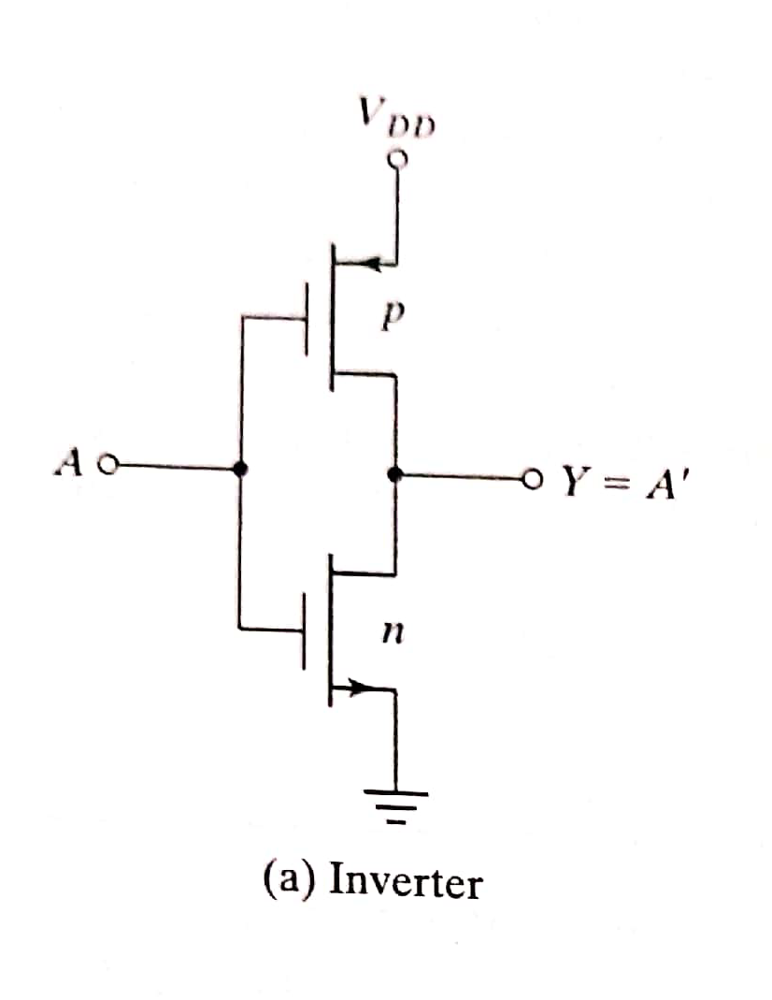 V_DD
p
A
Y = A'
n
(a) Inverter